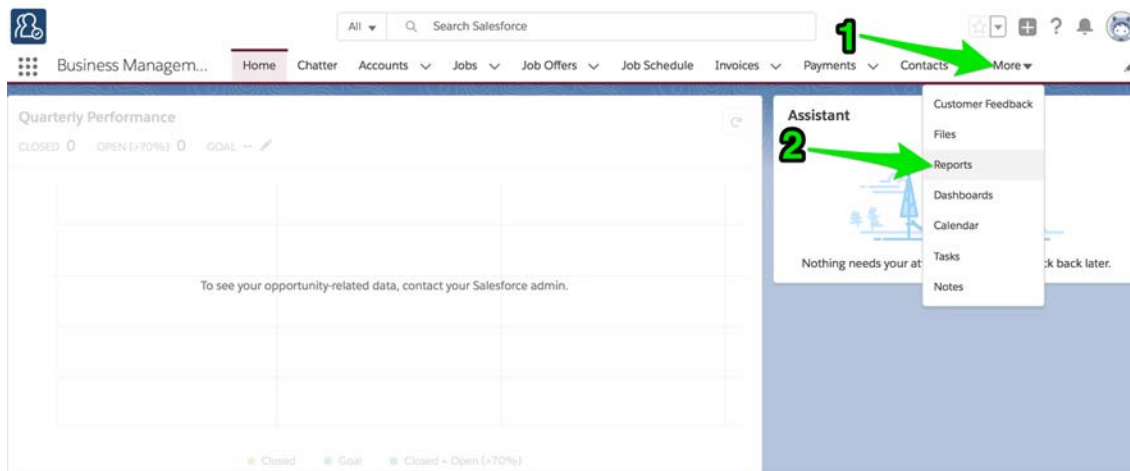 All
Search Salesforce
1
Business Managem...
Home
Chatter
Accounts
Jobs
Job Offers
Job Schedule
Invoices
Payments
Contacts
More
Quarterly Performance
CLOSED 0 OPEN (>70%) 0 GOAL --
Assistant
2
Customer Feedback
Files
Reports
Dashboards
Calendar
Tasks
Notes
Nothing needs your at
ck back later.
To see your opportunity-related data, contact your Salesforce admin.
Closed
Goal
Closed + Open (>70%)